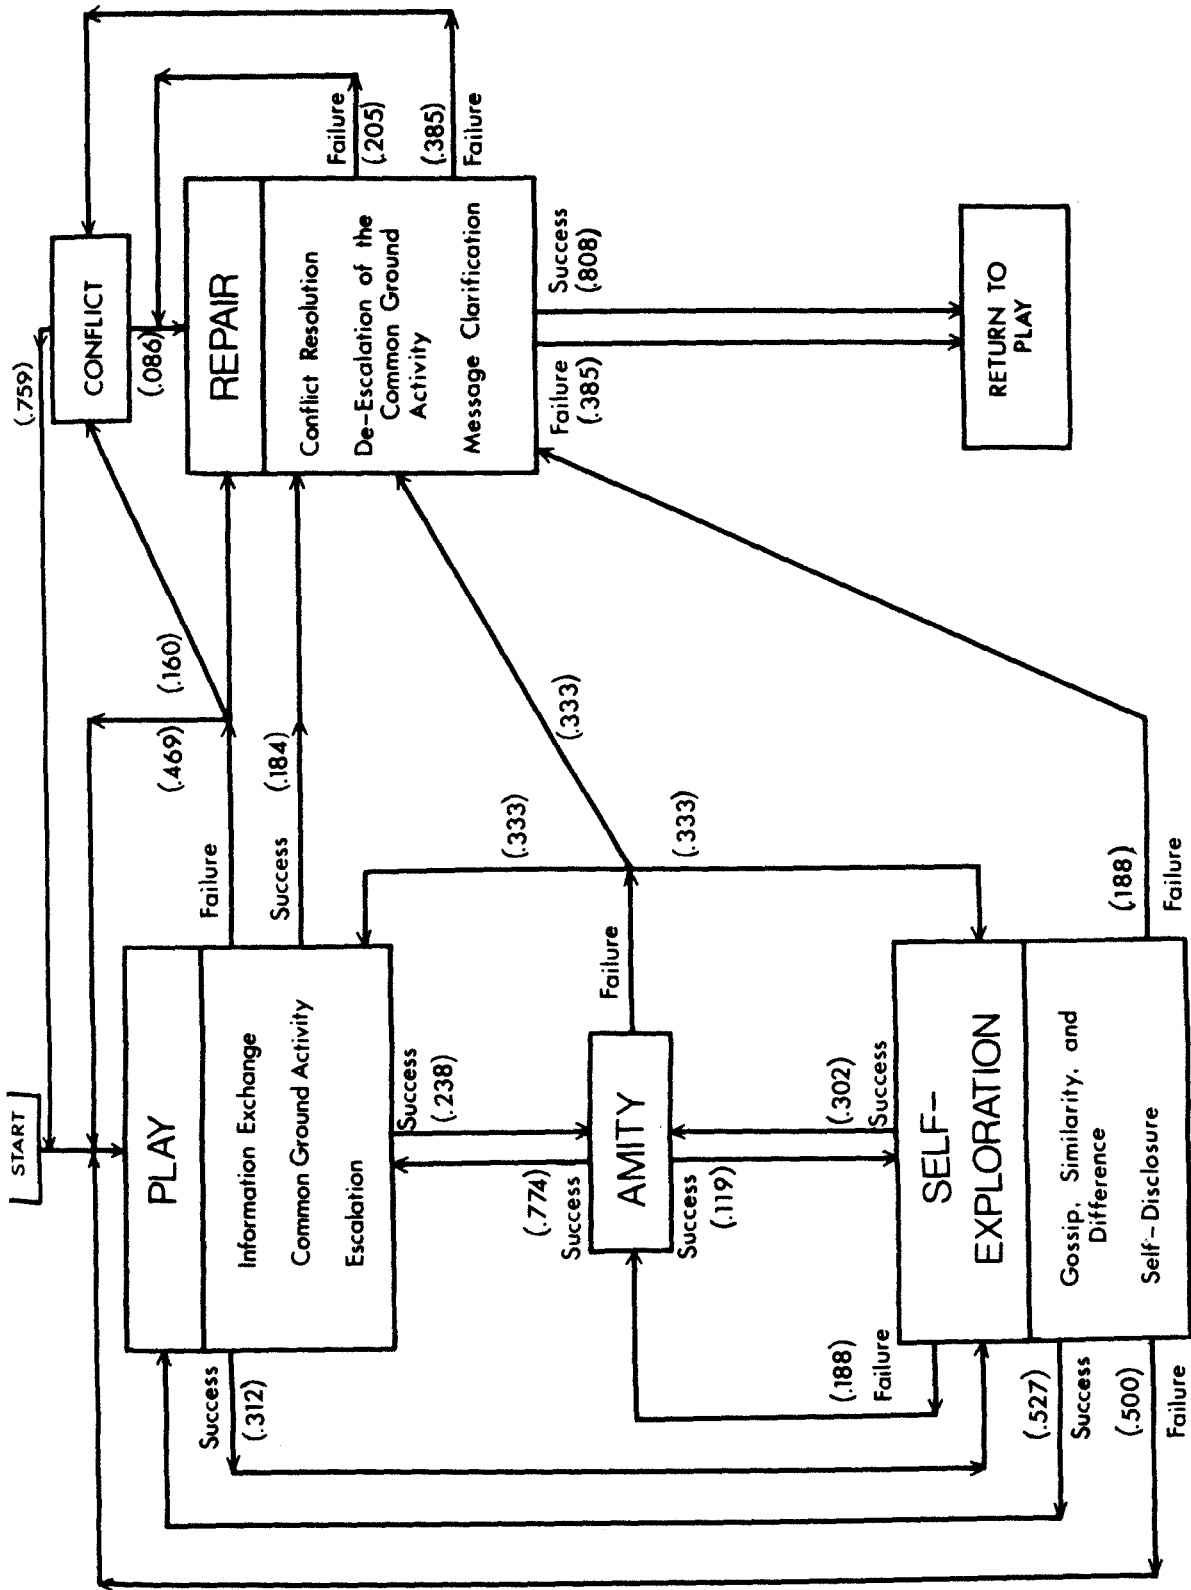 START
PLAY
Information Exchange
Common Ground Activity
Escalation
Success
(.312)
Failure
(.469)
(.160)
Success
(.184)
(.759)
CONFLICT
(.086)
REPAIR
Conflict Resolution
De-Escalation of the
Common Ground
Activity
Message Clarification
Failure
(.205)
(.385)
Failure
Failure
(.385)
Success
(.808)
RETURN TO
PLAY
Success
(.238)
(.774)
Success
AMITY
Failure
(.333)
(.333)
(.333)
Success
(.119)
(.302)
Success
SELF-
EXPLORATION
Gossip, Similarity, and
Difference
Self-Disclosure
(.188)
Failure
(.527)
Success
(.500)
Failure
(.188)
Failure